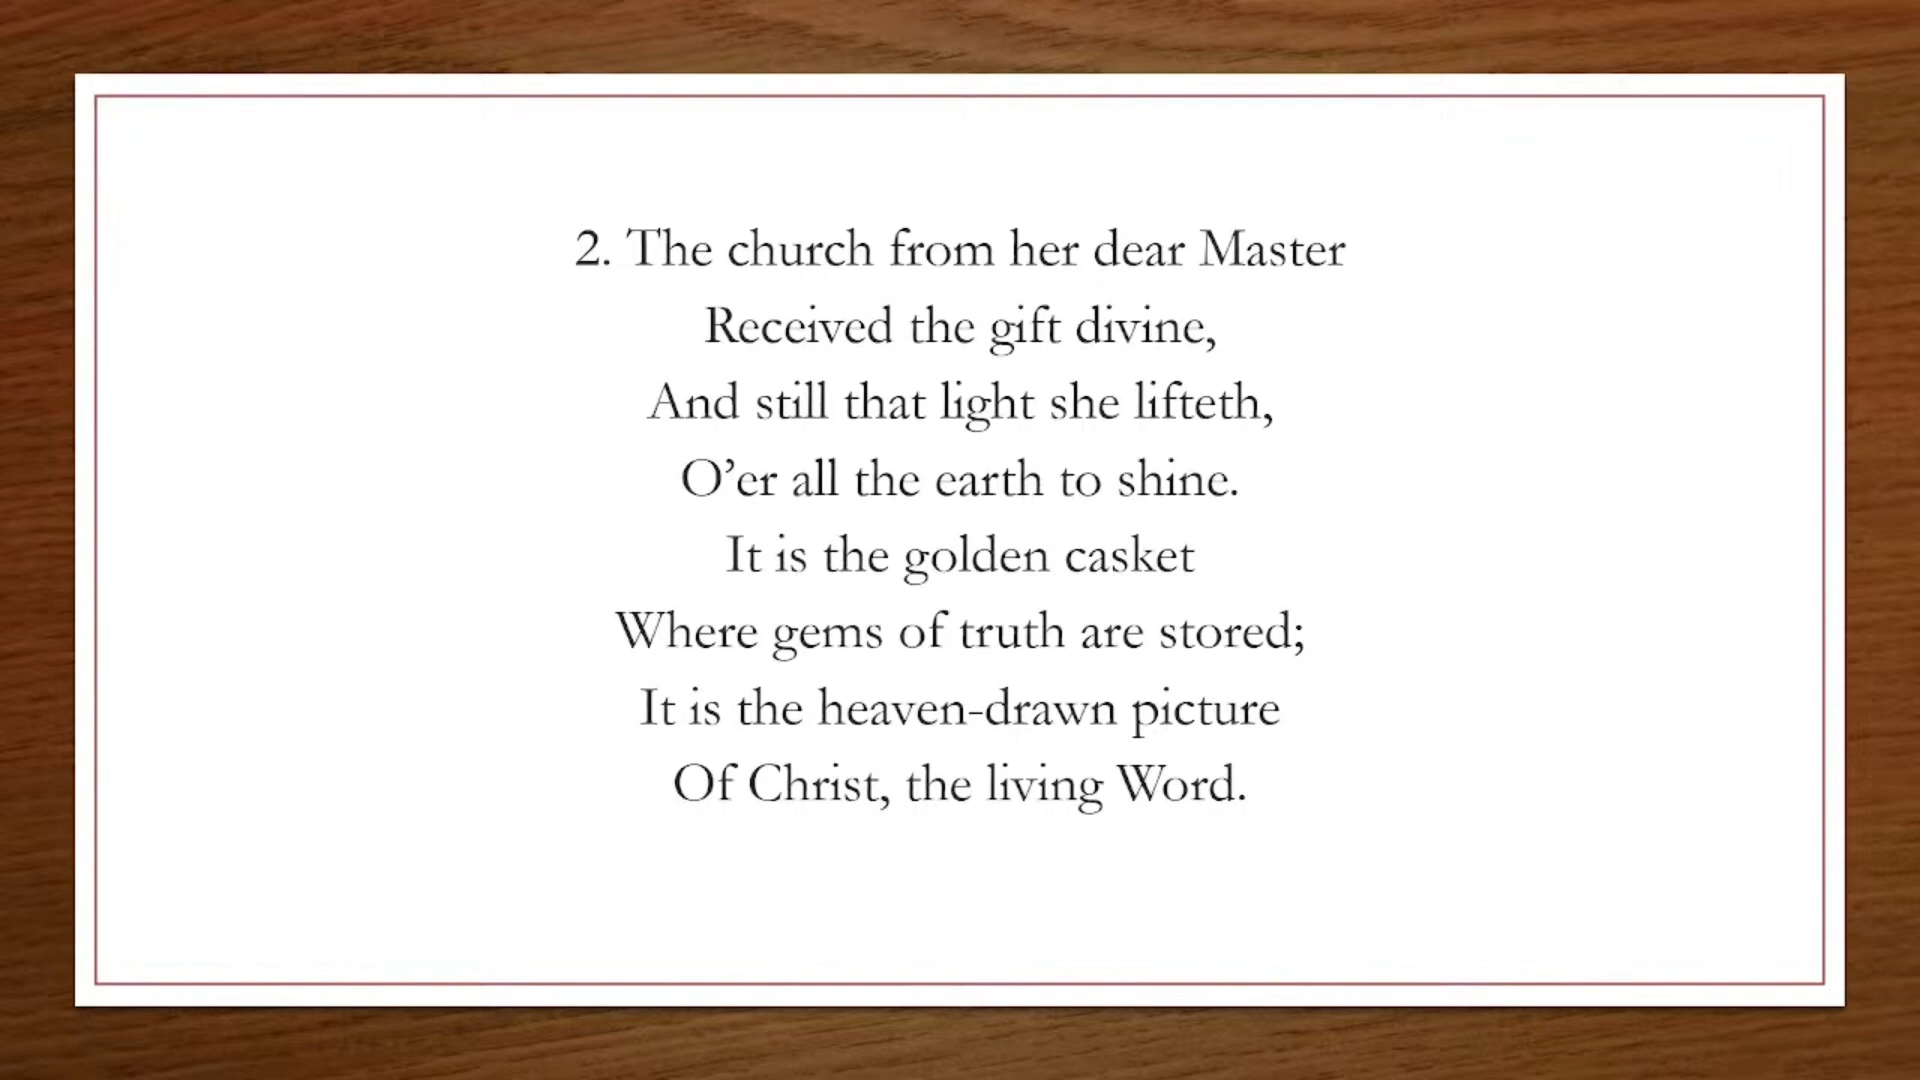 2. The church from her dear Master
Received the gift divine,
And still that light she lifteth,
O’er all the earth to shine.
It is the golden casket
Where gems of truth are stored;
It is the heaven-drawn picture
Of Christ, the living Word.